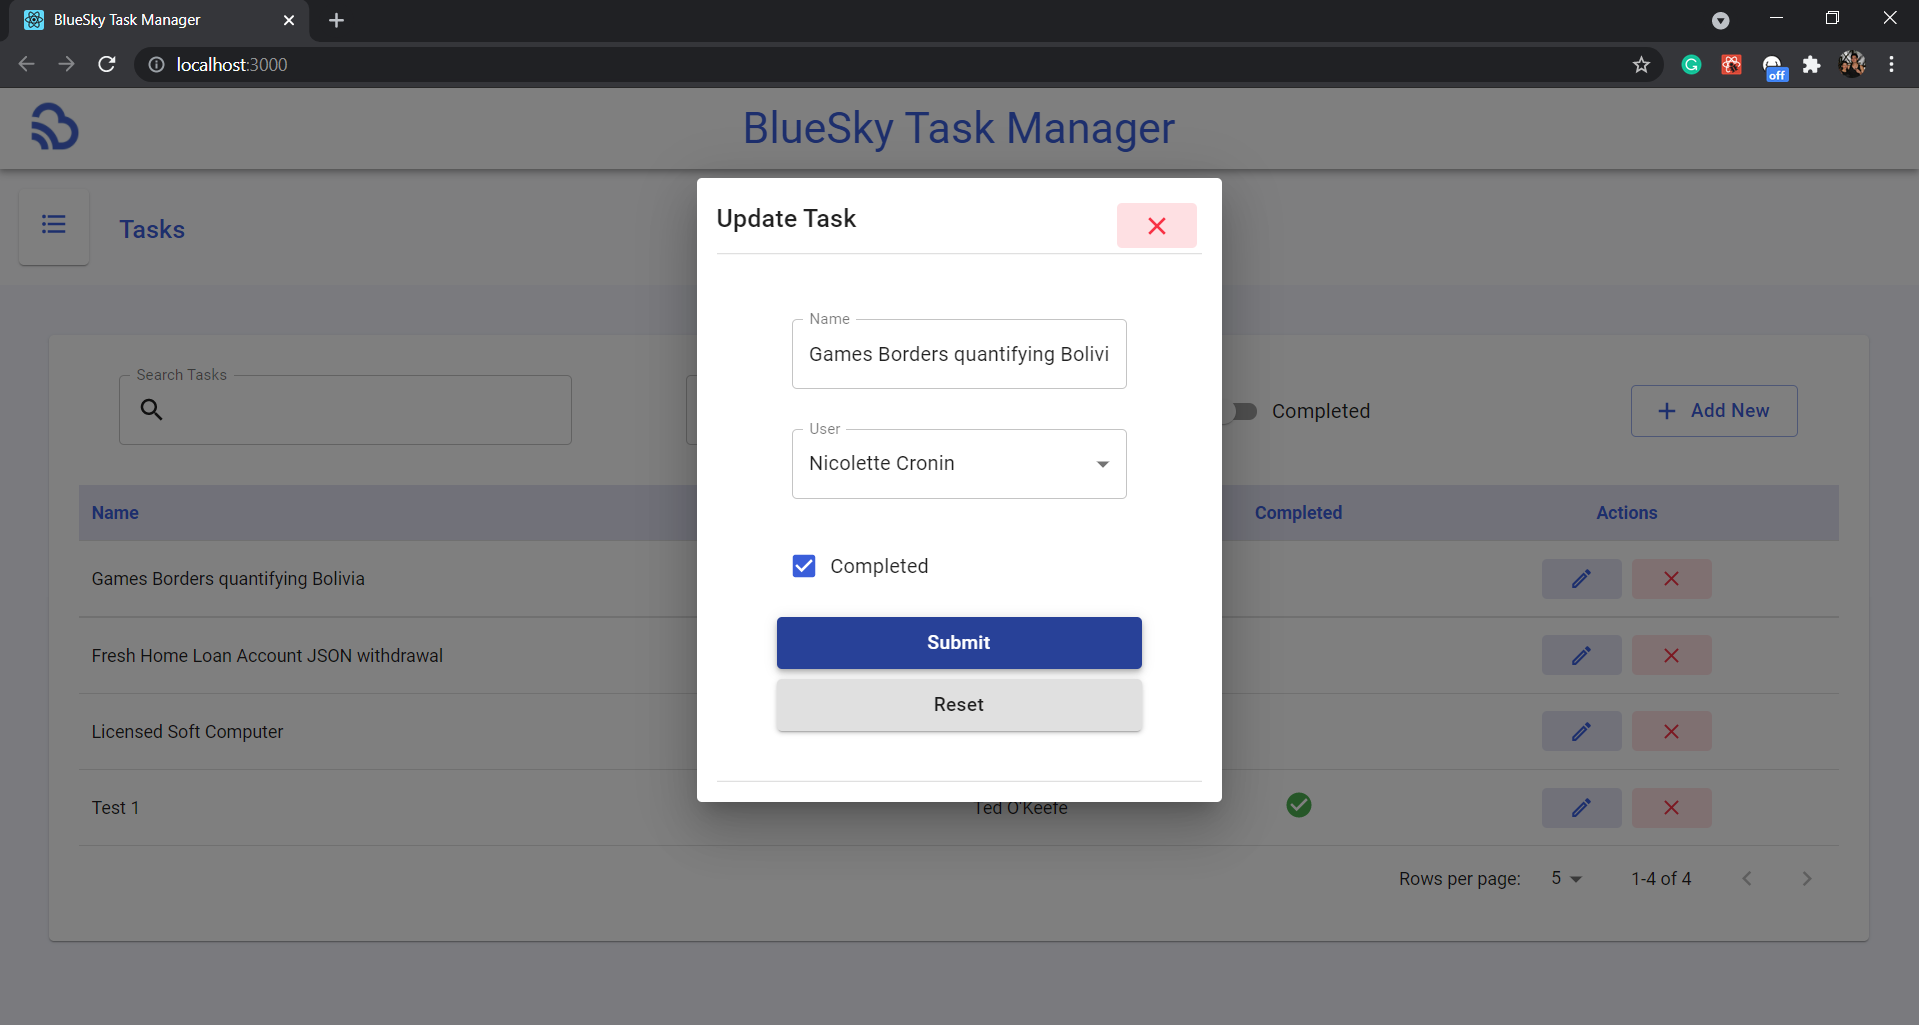 BlueSky Task Manager
localhost:3000
off
BlueSky Task Manager
Tasks
Update Task
Name
Games Borders quantifying Bolivi
User
Nicolette Cronin
Completed
Submit
Reset
Search Tasks
Completed
Add New
Name Completed Actions
Games Borders quantifying Bolivia
Fresh Home Loan Account JSON withdrawal
Licensed Soft Computer
Test 1 Ted O'Keefe
Rows per page: 5 1-4 of 4